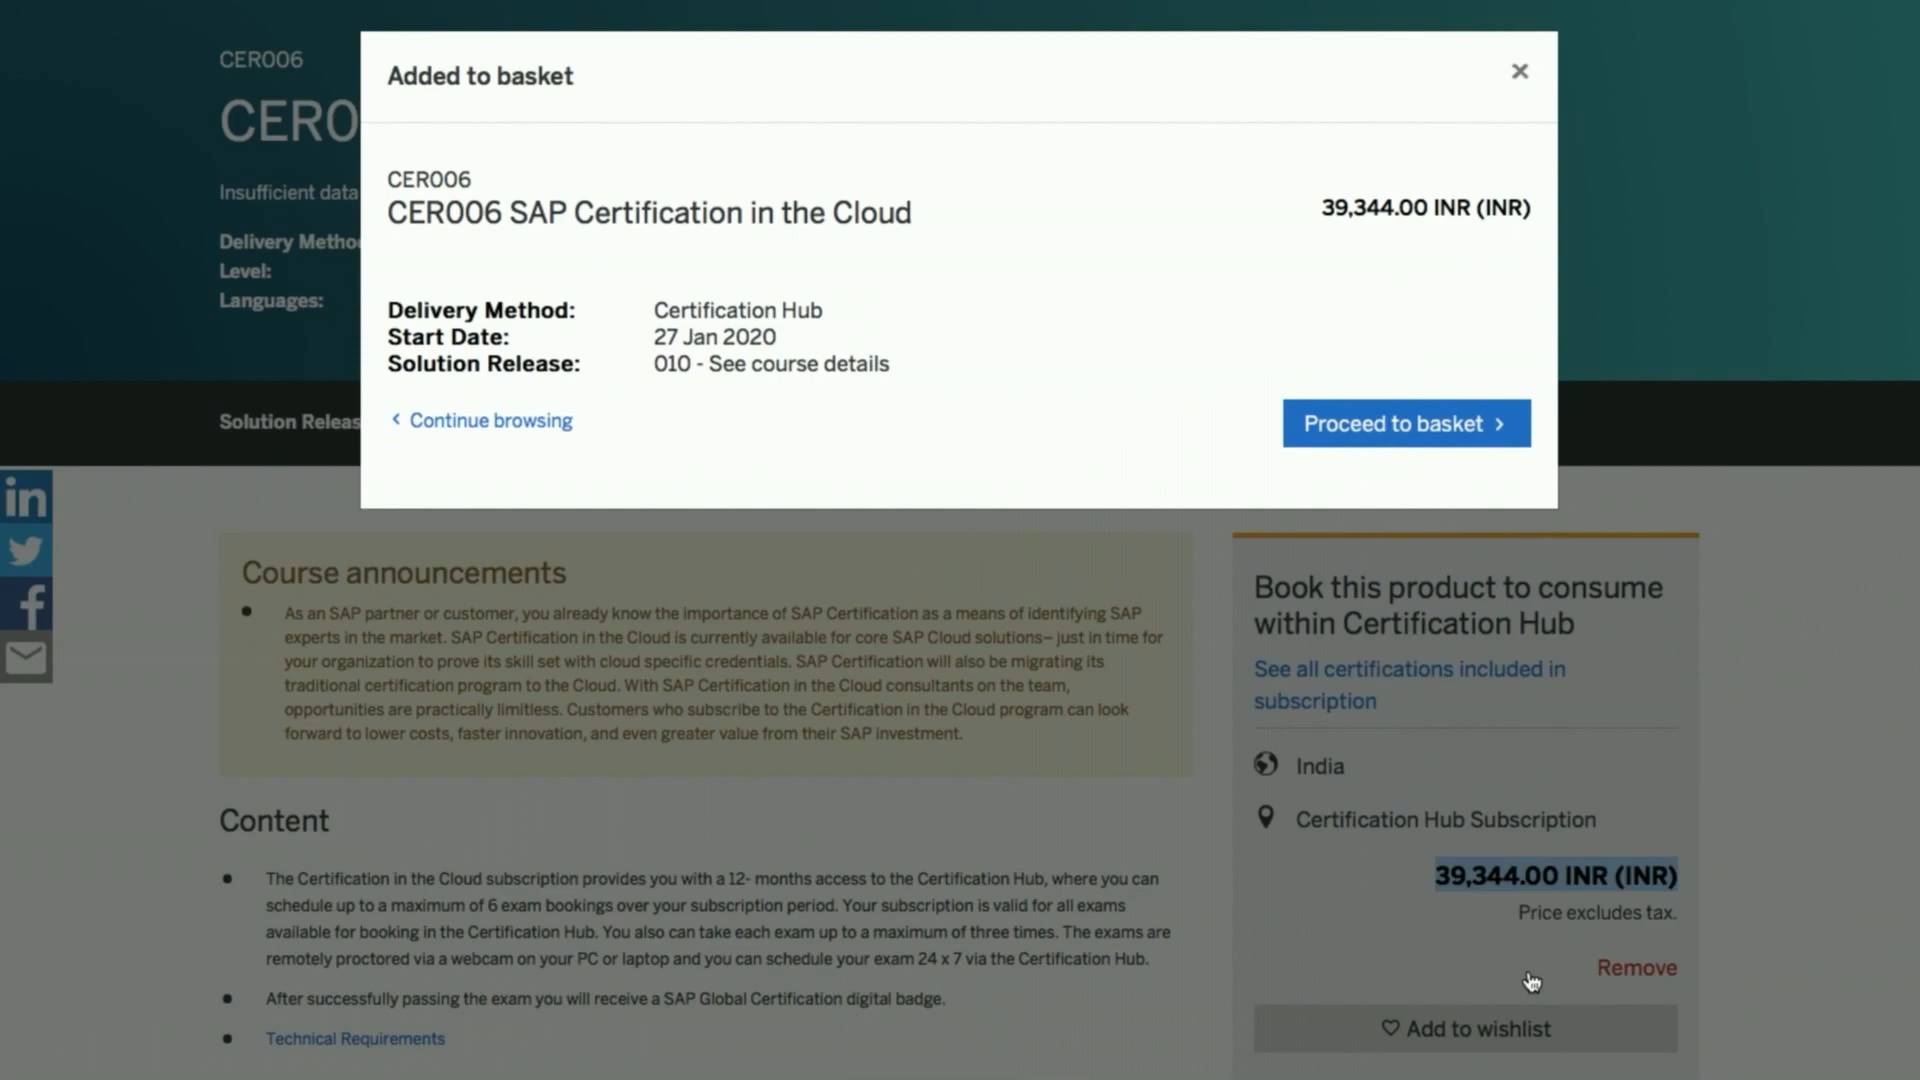 CER006
CER0
Insufficient data
Delivery Metho
Level:
Languages:
Solution Releas
Added to basket
×
CER006
CER006 SAP Certification in the Cloud
39,344.00 INR (INR)
Delivery Method: Certification Hub
Start Date: 27 Jan 2020
Solution Release: 010 - See course details
Continue browsing
Proceed to basket
in
Course announcements
As an SAP partner or customer, you already know the importance of SAP Certification as a means of identifying SAP
experts in the market. SAP Certification in the Cloud is currently available for core SAP Cloud solutions– just in time for
your organization to prove its skill set with cloud specific credentials. SAP Certification will also be migrating its
traditional certification program to the Cloud. With SAP Certification in the Cloud consultants on the team,
opportunities are practically limitless. Customers who subscribe to the Certification in the Cloud program can look
forward to lower costs, faster innovation, and even greater value from their SAP investment.
Content
The Certification in the Cloud subscription provides you with a 12- months access to the Certification Hub, where you can
schedule up to a maximum of 6 exam bookings over your subscription period. Your subscription is valid for all exams
available for booking in the Certification Hub. You also can take each exam up to a maximum of three times. The exams are
remotely proctored via a webcam on your PC or laptop and you can schedule your exam 24 x 7 via the Certification Hub.
After successfully passing the exam you will receive a SAP Global Certification digital badge.
Technical Requirements
Book this product to consume
within Certification Hub
See all certifications included in
subscription
India
Certification Hub Subscription
39,344.00 INR (INR)
Price excludes tax.
Remove
Add to wishlist